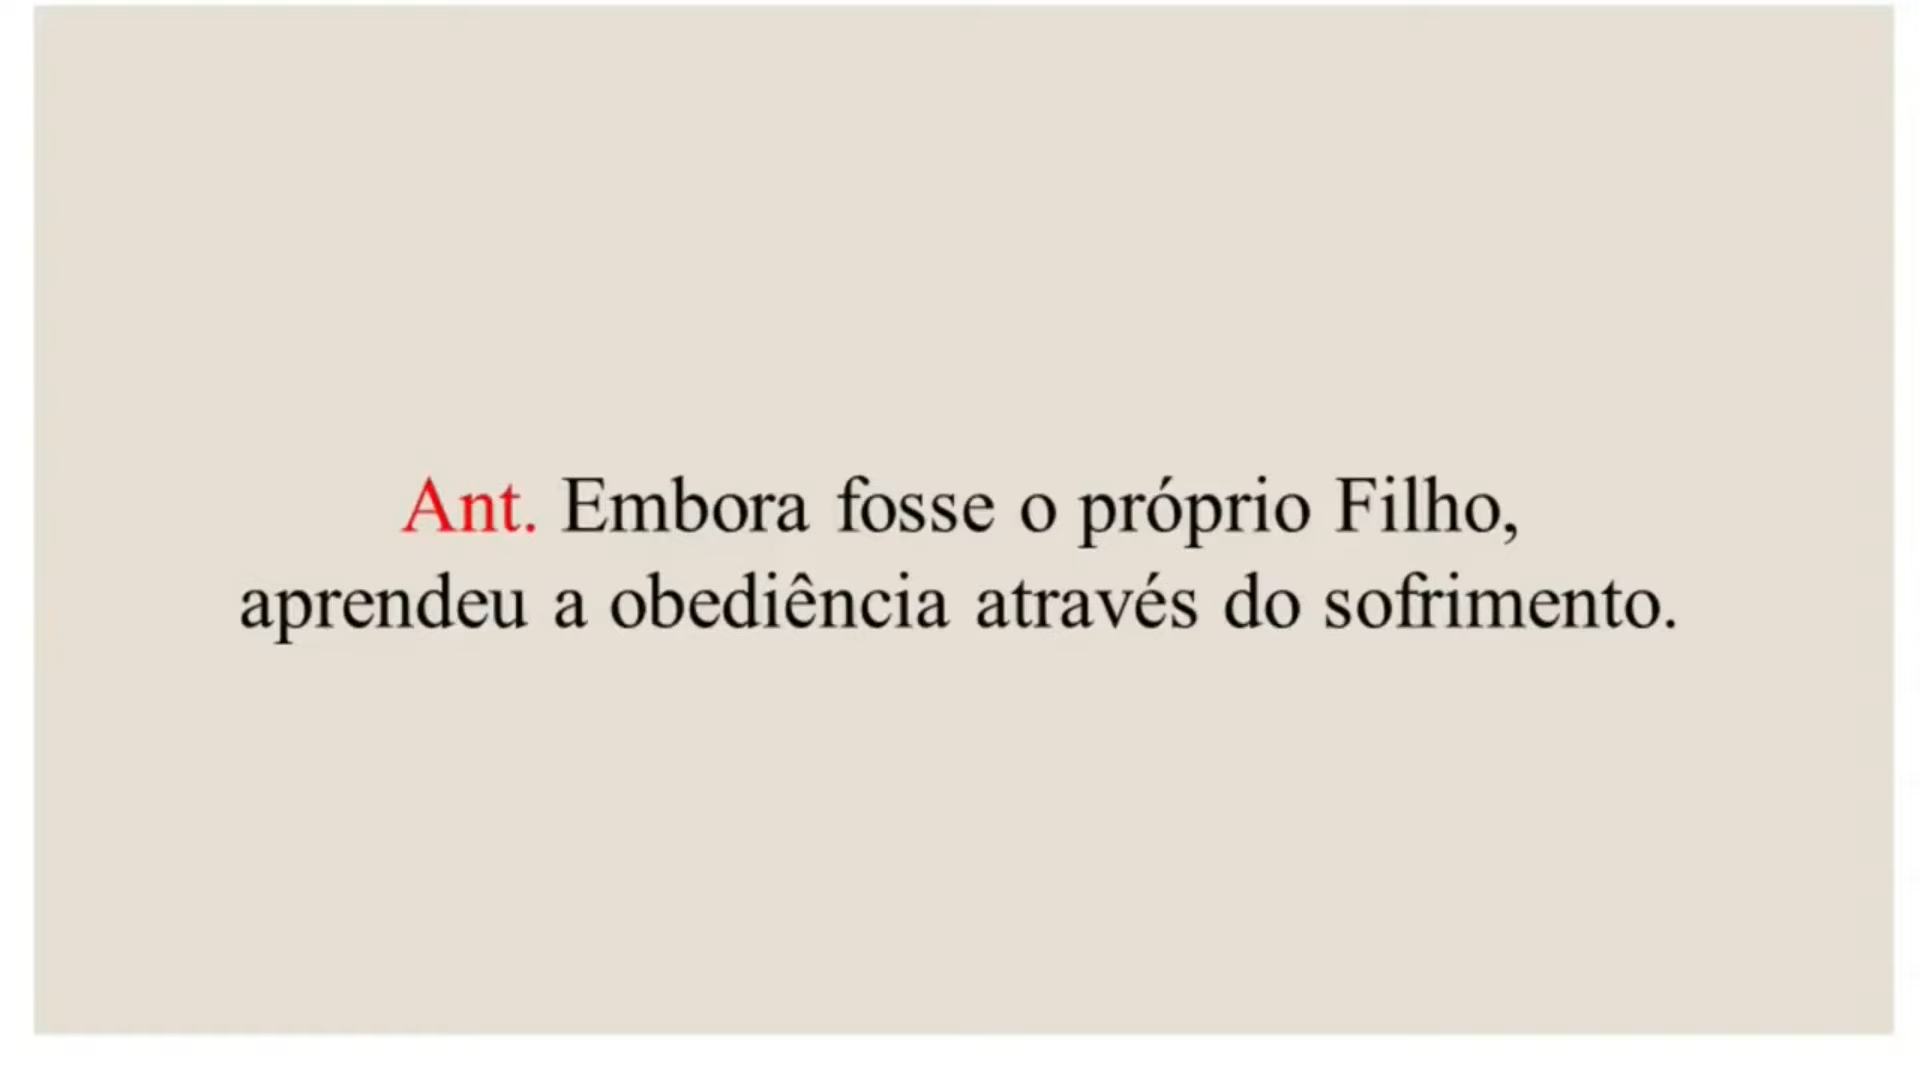 Ant. Embora fosse o próprio Filho,
aprendeu a obediência através do sofrimento.